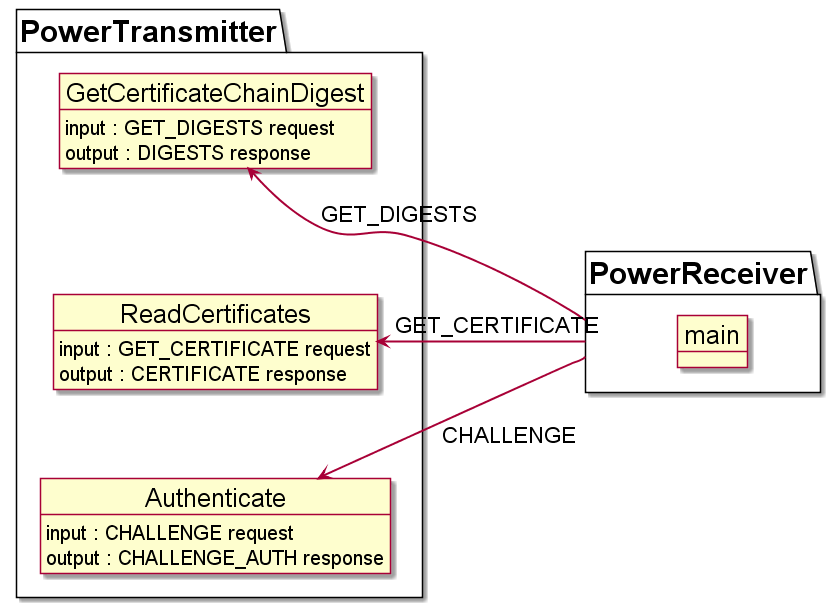 PowerTransmitter
GetCertificateChainDigest
input : GET_DIGESTS request
output : DIGESTS response
GET_DIGESTS
PowerReceiver
main
ReadCertificates
input : GET_CERTIFICATE request
output : CERTIFICATE response
GET_CERTIFICATE
CHALLENGE
Authenticate
input : CHALLENGE request
output : CHALLENGE_AUTH response